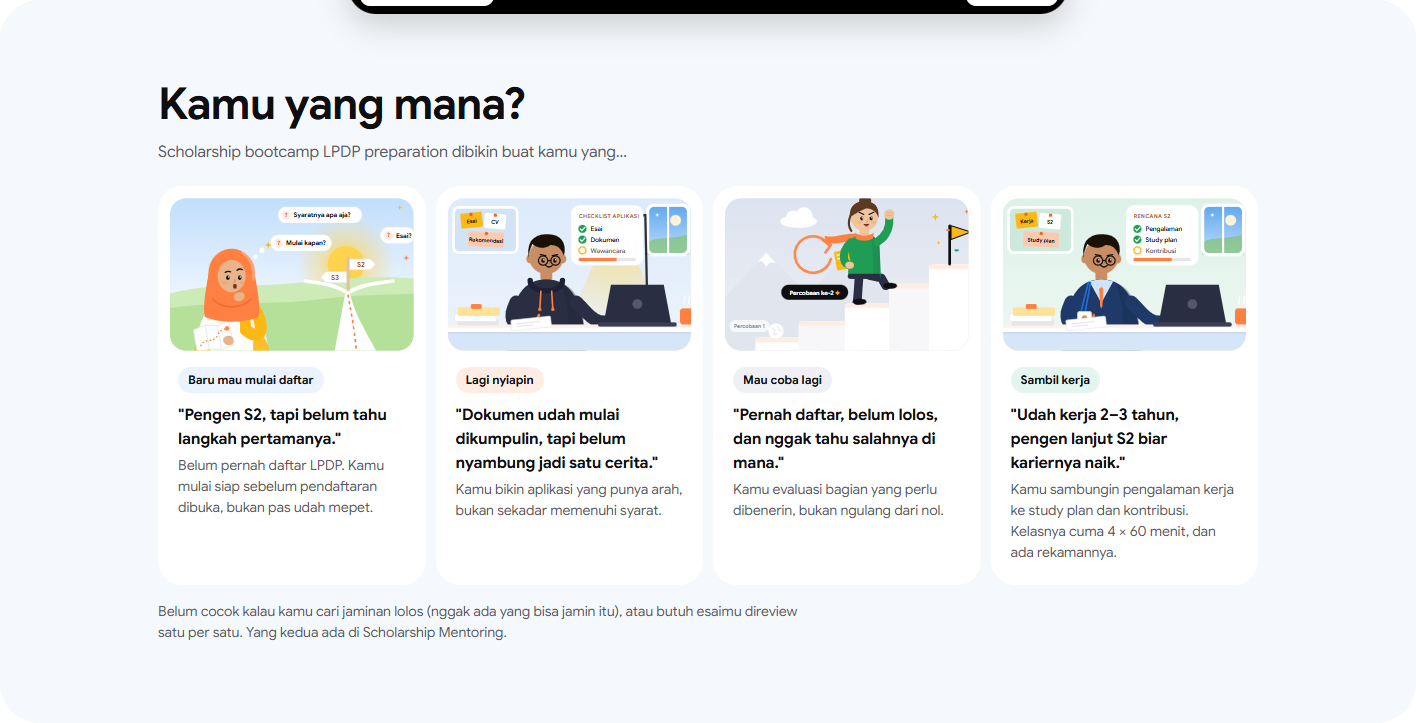 Kamu yang mana?
Scholarship bootcamp LPDP preparation dibikin buat kamu yang...
? Syaratnya apa aja?
? Mulai kapan?
? Esai?
S2
S3
Baru mau mulai daftar
"Pengen S2, tapi belum tahu
langkah pertamanya."
Belum pernah daftar LPDP. Kamu
mulai siap sebelum pendaftaran
dibuka, bukan pas udah mepet.
Esai
CV
Rekomendasi
CHECKLIST APLIKASI
Esai
Dokumen
Wawancara
Lagi nyiapin
"Dokumen udah mulai
dikumpulin, tapi belum
nyambung jadi satu cerita."
Kamu bikin aplikasi yang punya arah,
bukan sekadar memenuhi syarat.
Percobaan ke-2
Percobaan 1
Mau coba lagi
"Pernah daftar, belum lolos,
dan nggak tahu salahnya di
mana."
Kamu evaluasi bagian yang perlu
dibenerin, bukan ngulang dari nol.
Kerja
S2
Study plan
RENCANA S2
Pengalaman
Study plan
Kontribusi
Sambil kerja
"Udah kerja 2–3 tahun,
pengen lanjut S2 biar
kariernya naik."
Kamu sambungin pengalaman kerja
ke study plan dan kontribusi.
Kelasnya cuma 4 × 60 menit, dan
ada rekamannya.
Belum cocok kalau kamu cari jaminan lolos (nggak ada yang bisa jamin itu), atau butuh esaimu direview
satu per satu. Yang kedua ada di Scholarship Mentoring.